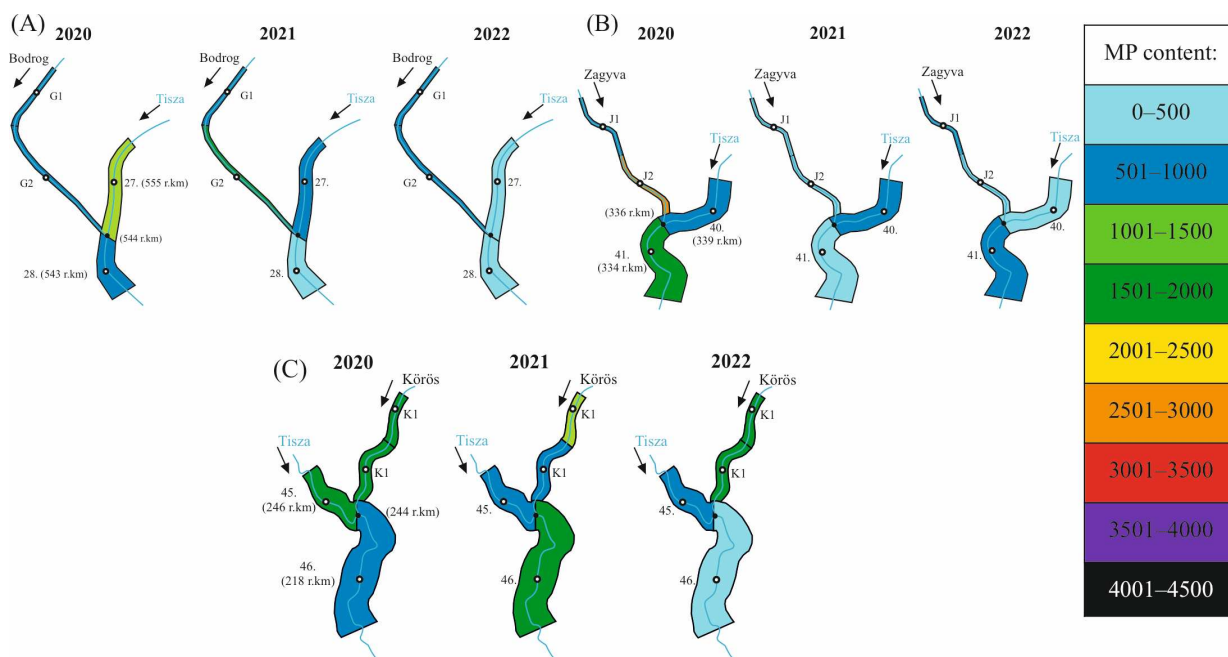 (A)
2020
2021
2022
Bodrog
G1
Tisza
G2
27. (555 r.km)
(544 r.km)
28. (543 r.km)
Bodrog
G1
Tisza
G2
27.
28.
Bodrog
G1
Tisza
G2
27.
28.
(B)
2020
2021
2022
Zagyva
J1
Tisza
J2
(336 r.km)
40.
(339 r.km)
41.
(334 r.km)
Zagyva
J1
Tisza
J2
40.
41.
Zagyva
J1
Tisza
J2
40.
41.
(C)
2020
2021
2022
Körös
K1
Tisza
K1
45.
(246 r.km)
(244 r.km)
46.
(218 r.km)
Körös
K1
Tisza
K1
45.
46.
Körös
K1
Tisza
K1
45.
46.
MP content:
0–500
501–1000
1001–1500
1501–2000
2001–2500
2501–3000
3001–3500
3501–4000
4001–4500